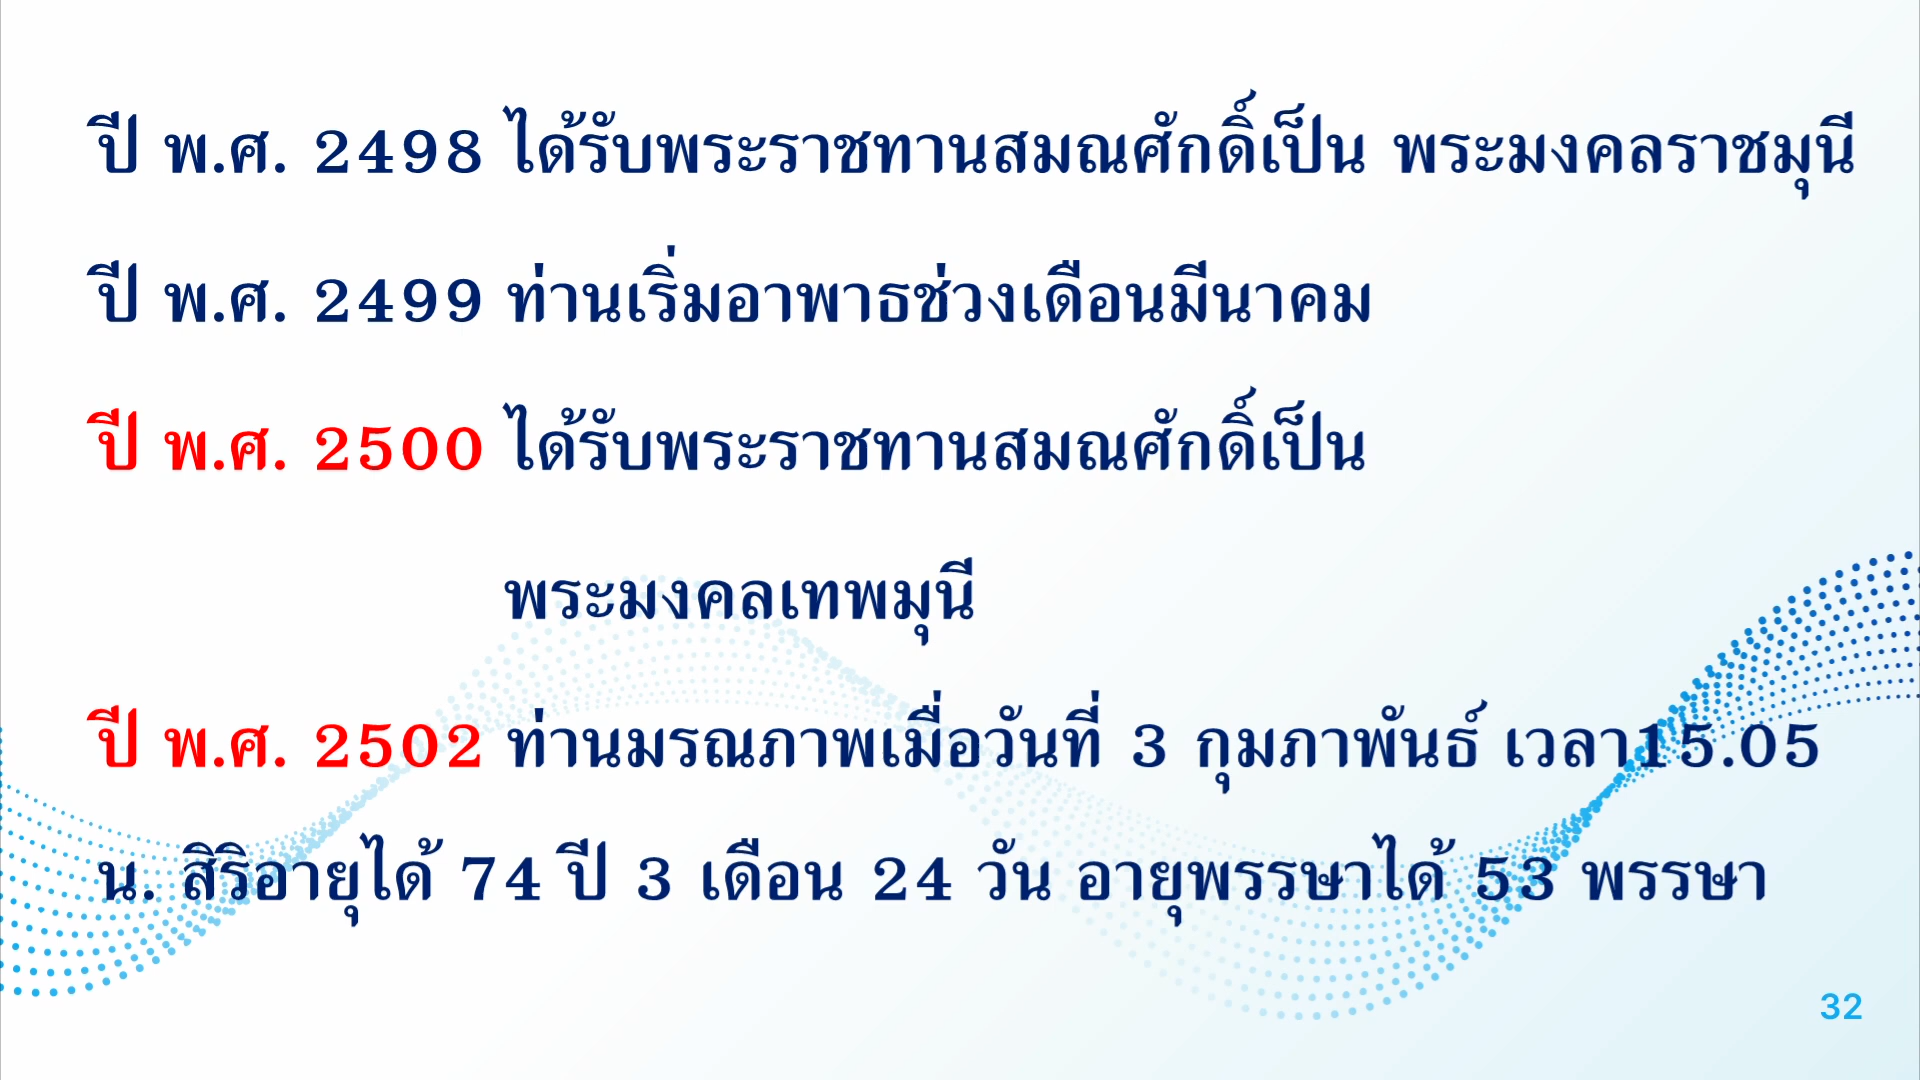 ปี พ.ศ. 2498 ได้รับพระราชทานสมณศักดิ์เป็น พระมงคลราชมุนี
ปี พ.ศ. 2499 ท่านเริ่มอาพาธช่วงเดือนมีนาคม
ปี พ.ศ. 2500 ได้รับพระราชทานสมณศักดิ์เป็น
พระมงคลเทพมุนี
ปี พ.ศ. 2502 ท่านมรณภาพเมื่อวันที่ 3 กุมภาพันธ์ เวลา15.05
น. สิริอายุได้ 74 ปี 3 เดือน 24 วัน อายุพรรษาได้ 53 พรรษา
32